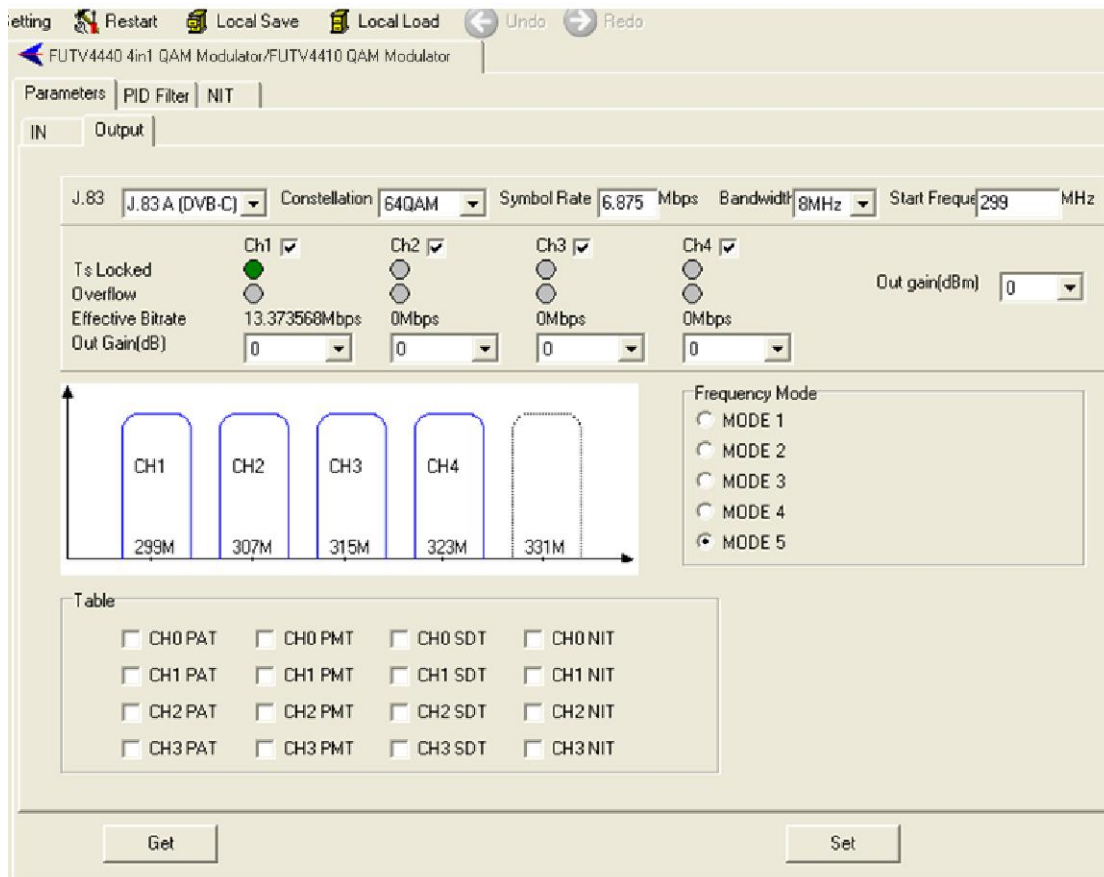 etting Restart Local Save Local Load Undo Redo
FUTV4440 4in1 QAM Modulator/FUTV4410 QAM Modulator
Parameters PID Filter NIT
IN Output
J.83 J.83 A (DVB-C) Constellation 64QAM Symbol Rate 6.875 Mbps Bandwidth 8MHz Start Freque 299 MHz
Ch1 Ch2 Ch3 Ch4
Ts Locked
Overflow
Out gain(dBm) 0
Effective Bitrate 13.373568Mbps 0Mbps 0Mbps 0Mbps
Out Gain(dB) 0 0 0 0
CH1 CH2 CH3 CH4
299M 307M 315M 323M 331M
Frequency Mode
MODE 1
MODE 2
MODE 3
MODE 4
MODE 5
Table
CH0 PAT CH0 PMT CH0 SDT CH0 NIT
CH1 PAT CH1 PMT CH1 SDT CH1 NIT
CH2 PAT CH2 PMT CH2 SDT CH2 NIT
CH3 PAT CH3 PMT CH3 SDT CH3 NIT
Get Set